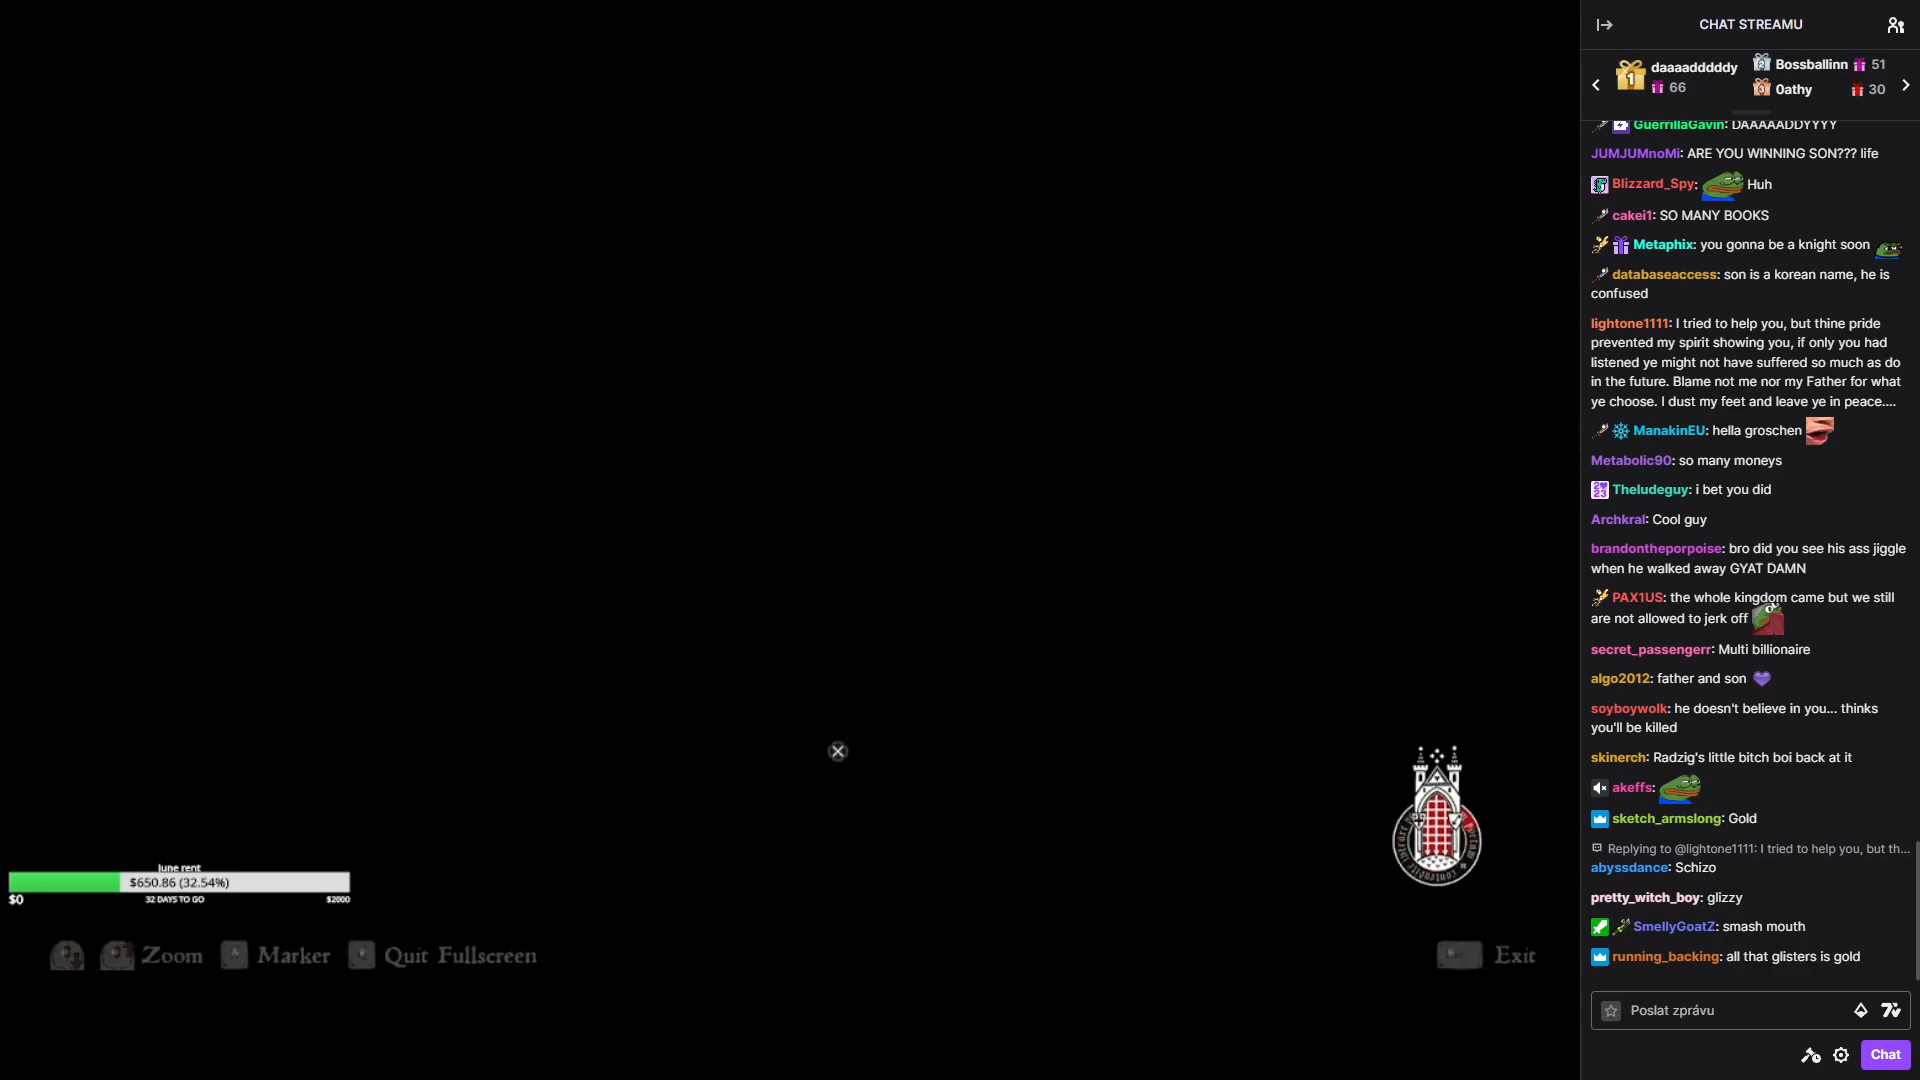 CHAT STREAMU
1 daaaadddddy
66
2 Bossballinn 51
3 0athy 30
GuerrillaGavin: DAAAAADDYYYY
JUMJUMnoMi: ARE YOU WINNING SON??? life
Blizzard_Spy: Huh
cakei1: SO MANY BOOKS
Metaphix: you gonna be a knight soon
databaseaccess: son is a korean name, he is
confused
lightone1111: I tried to help you, but thine pride
prevented my spirit showing you, if only you had
listened ye might not have suffered so much as do
in the future. Blame not me nor my Father for what
ye choose. I dust my feet and leave ye in peace....
ManakinEU: hella groschen
Metabolic90: so many moneys
Theludeguy: i bet you did
Archkral: Cool guy
brandontheporpoise: bro did you see his ass jiggle
when he walked away GYAT DAMN
PAX1US: the whole kingdom came but we still
are not allowed to jerk off
secret_passengerr: Multi billionaire
algo2012: father and son
soyboywolk: he doesn't believe in you... thinks
you'll be killed
skinerch: Radzig's little bitch boi back at it
akeffs:
sketch_armslong: Gold
Replying to @lightone1111: I tried to help you, but th...
abyssdance: Schizo
pretty_witch_boy: glizzy
SmellyGoatZ: smash mouth
running_backing: all that glisters is gold
Poslat zprávu
Chat
June rent
$650.86 (32.54%)
$0 32 DAYS TO GO $2000
Zoom Marker Quit Fullscreen Exit